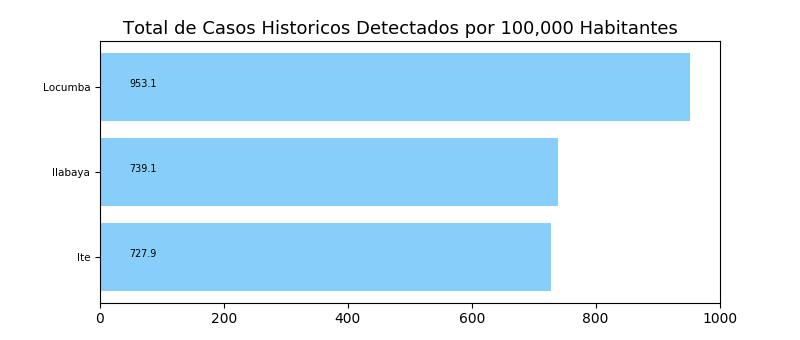 Total de Casos Historicos Detectados por 100,000 Habitantes
Locumba
953.1
Ilabaya
739.1
Ite
727.9
0 200 400 600 800 1000